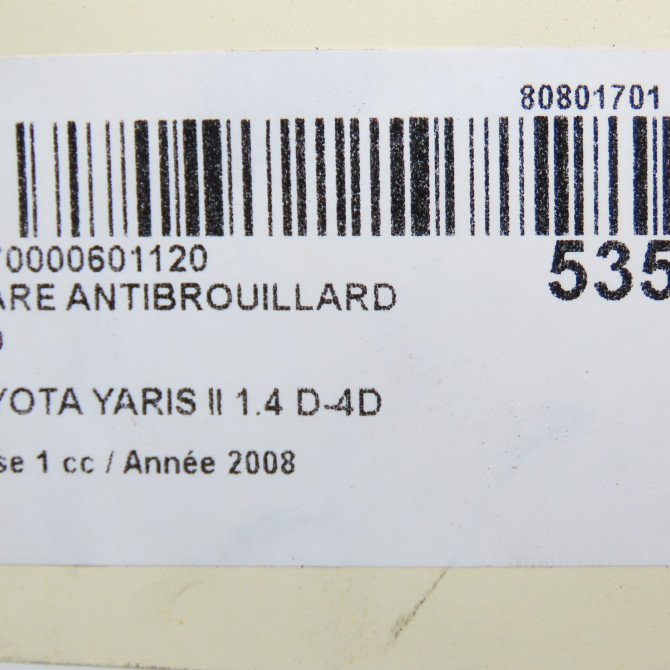 80801701
70000601120
535
ARE ANTIBROUILLARD
YOTA YARIS II 1.4 D-4D
se 1 cc / Année 2008